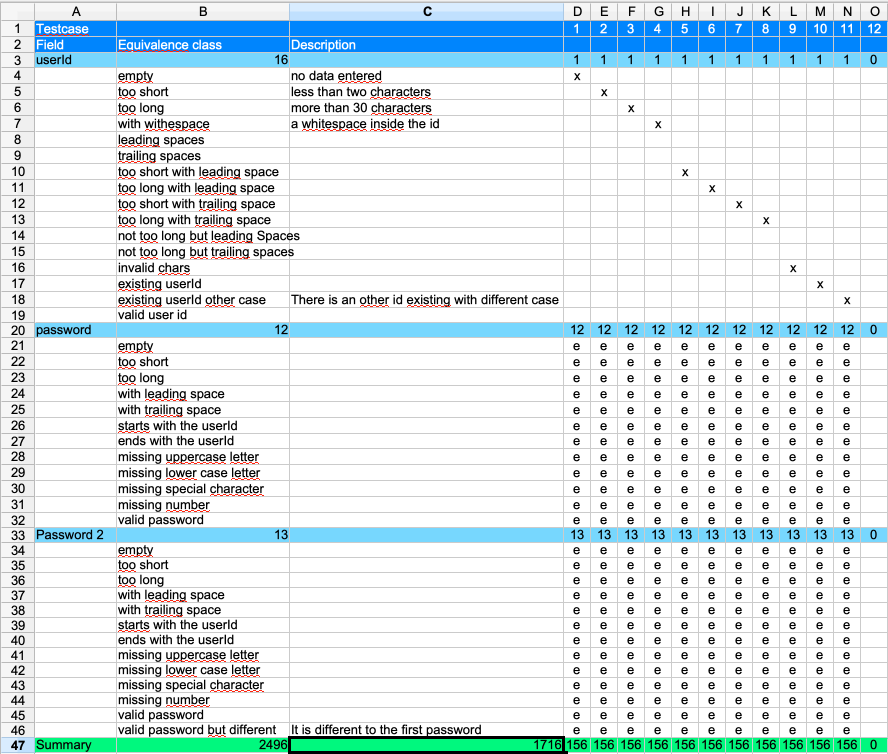 A B C D E F G H I J K L M N O
1 Testcase 1 2 3 4 5 6 7 8 9 10 11 12
2 Field Equivalence class Description
3 userId 16 1 1 1 1 1 1 1 1 1 1 1 0
4 empty no data entered x
5 too short less than two characters x
6 too long more than 30 characters x
7 with withespace a whitespace inside the id x
8 leading spaces
9 trailing spaces
10 too short with leading space x
11 too long with leading space x
12 too short with trailing space x
13 too long with trailing space x
14 not too long but leading Spaces
15 not too long but trailing spaces
16 invalid chars x
17 existing userId x
18 existing userId other case There is an other id existing with different case x
19 valid user id
20 password 12 12 12 12 12 12 12 12 12 12 12 12 0
21 empty e e e e e e e e e e e
22 too short e e e e e e e e e e e
23 too long e e e e e e e e e e e
24 with leading space e e e e e e e e e e e
25 with trailing space e e e e e e e e e e e
26 starts with the userId e e e e e e e e e e e
27 ends with the userId e e e e e e e e e e e
28 missing uppercase letter e e e e e e e e e e e
29 missing lower case letter e e e e e e e e e e e
30 missing special character e e e e e e e e e e e
31 missing number e e e e e e e e e e e
32 valid password e e e e e e e e e e e
33 Password 2 13 13 13 13 13 13 13 13 13 13 13 13 0
34 empty e e e e e e e e e e e
35 too short e e e e e e e e e e e
36 too long e e e e e e e e e e e
37 with leading space e e e e e e e e e e e
38 with trailing space e e e e e e e e e e e
39 starts with the userId e e e e e e e e e e e
40 ends with the userId e e e e e e e e e e e
41 missing uppercase letter e e e e e e e e e e e
42 missing lower case letter e e e e e e e e e e e
43 missing special character e e e e e e e e e e e
44 missing number e e e e e e e e e e e
45 valid password e e e e e e e e e e e
46 valid password but different It is different to the first password e e e e e e e e e e e
47 Summary 2496 1716 156 156 156 156 156 156 156 156 156 156 156 0